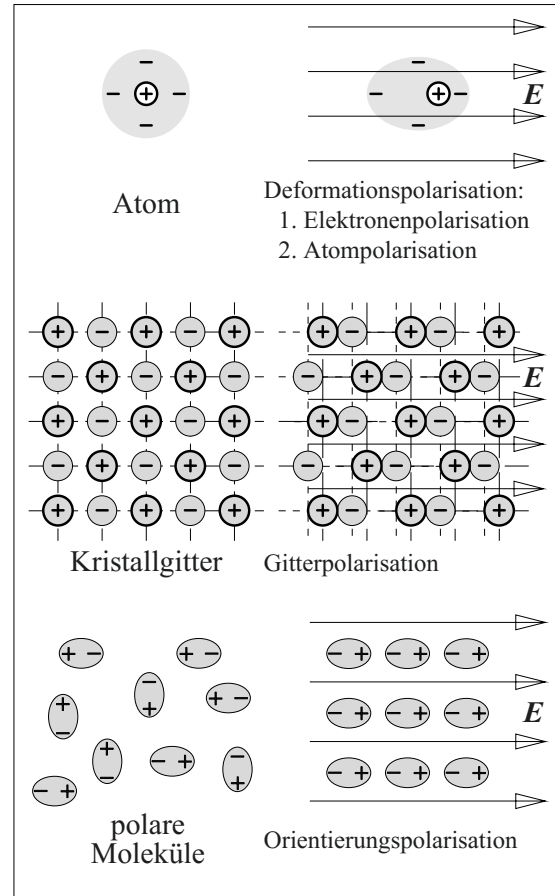 E
Atom
Deformationspolarisation:
1. Elektronenpolarisation
2. Atompolarisation
E
Kristallgitter
Gitterpolarisation
E
polare
Moleküle
Orientierungspolarisation